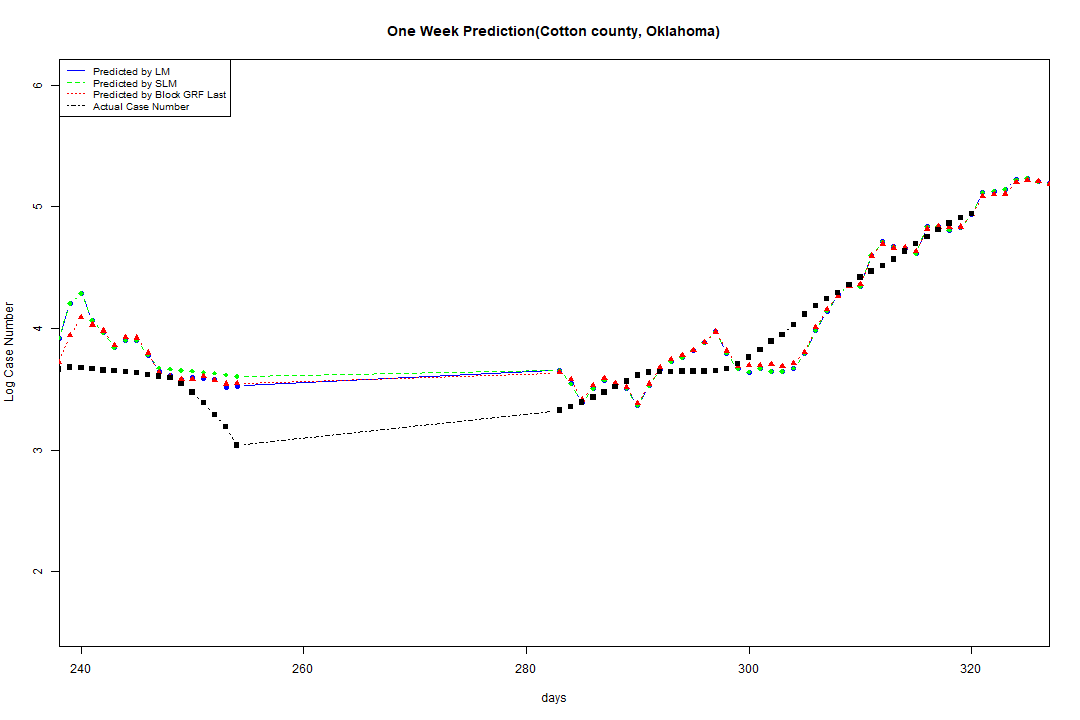 One Week Prediction(Cotton county, Oklahoma)
Predicted by LM
Predicted by SLM
Predicted by Block GRF Last
Actual Case Number
6
5
4
3
2
Log Case Number
240 260 280 300 320
days